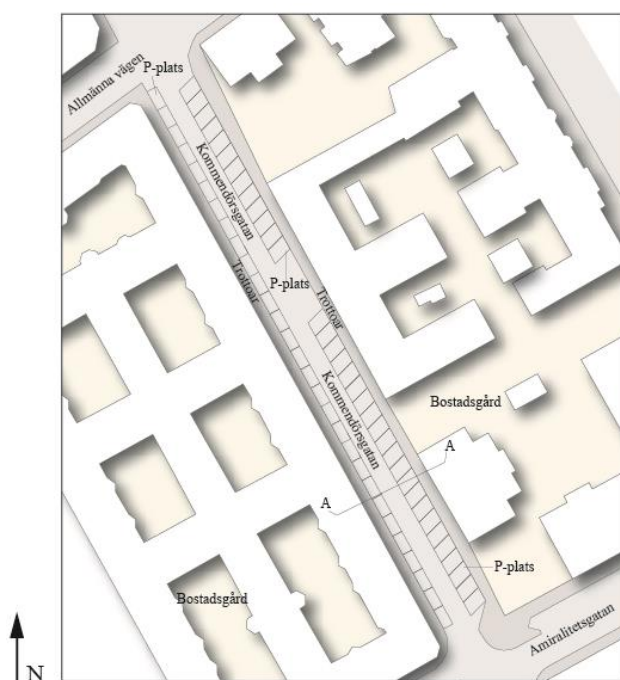 Allmänna vägen
P-plats
Kommendörsgatan
Trottoar
P-plats
Trottoar
Kommendörsgatan
Bostadsgård
A
A
P-plats
Bostadsgård
Amiralitetsgatan
N